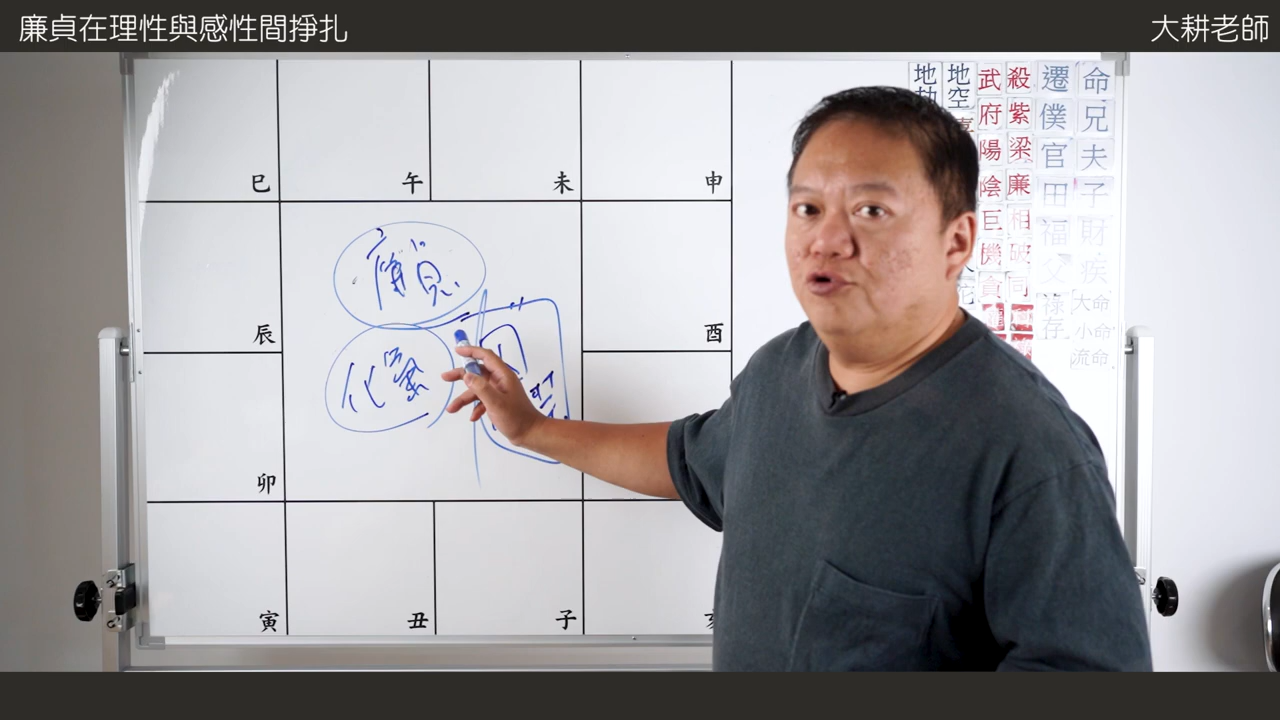 廉貞在理性與感性間掙扎
大耕老師
巳
午
未
申
辰
酉
卯
寅
丑
子
廉貞
化祿
命
兄
夫
子
財
疾
大命
小命
流命
遷
僕
官
田
福
父
祿存
殺
紫
梁
廉
相
破
同
武
府
陽
陰
巨
機
貪
地空
地劫